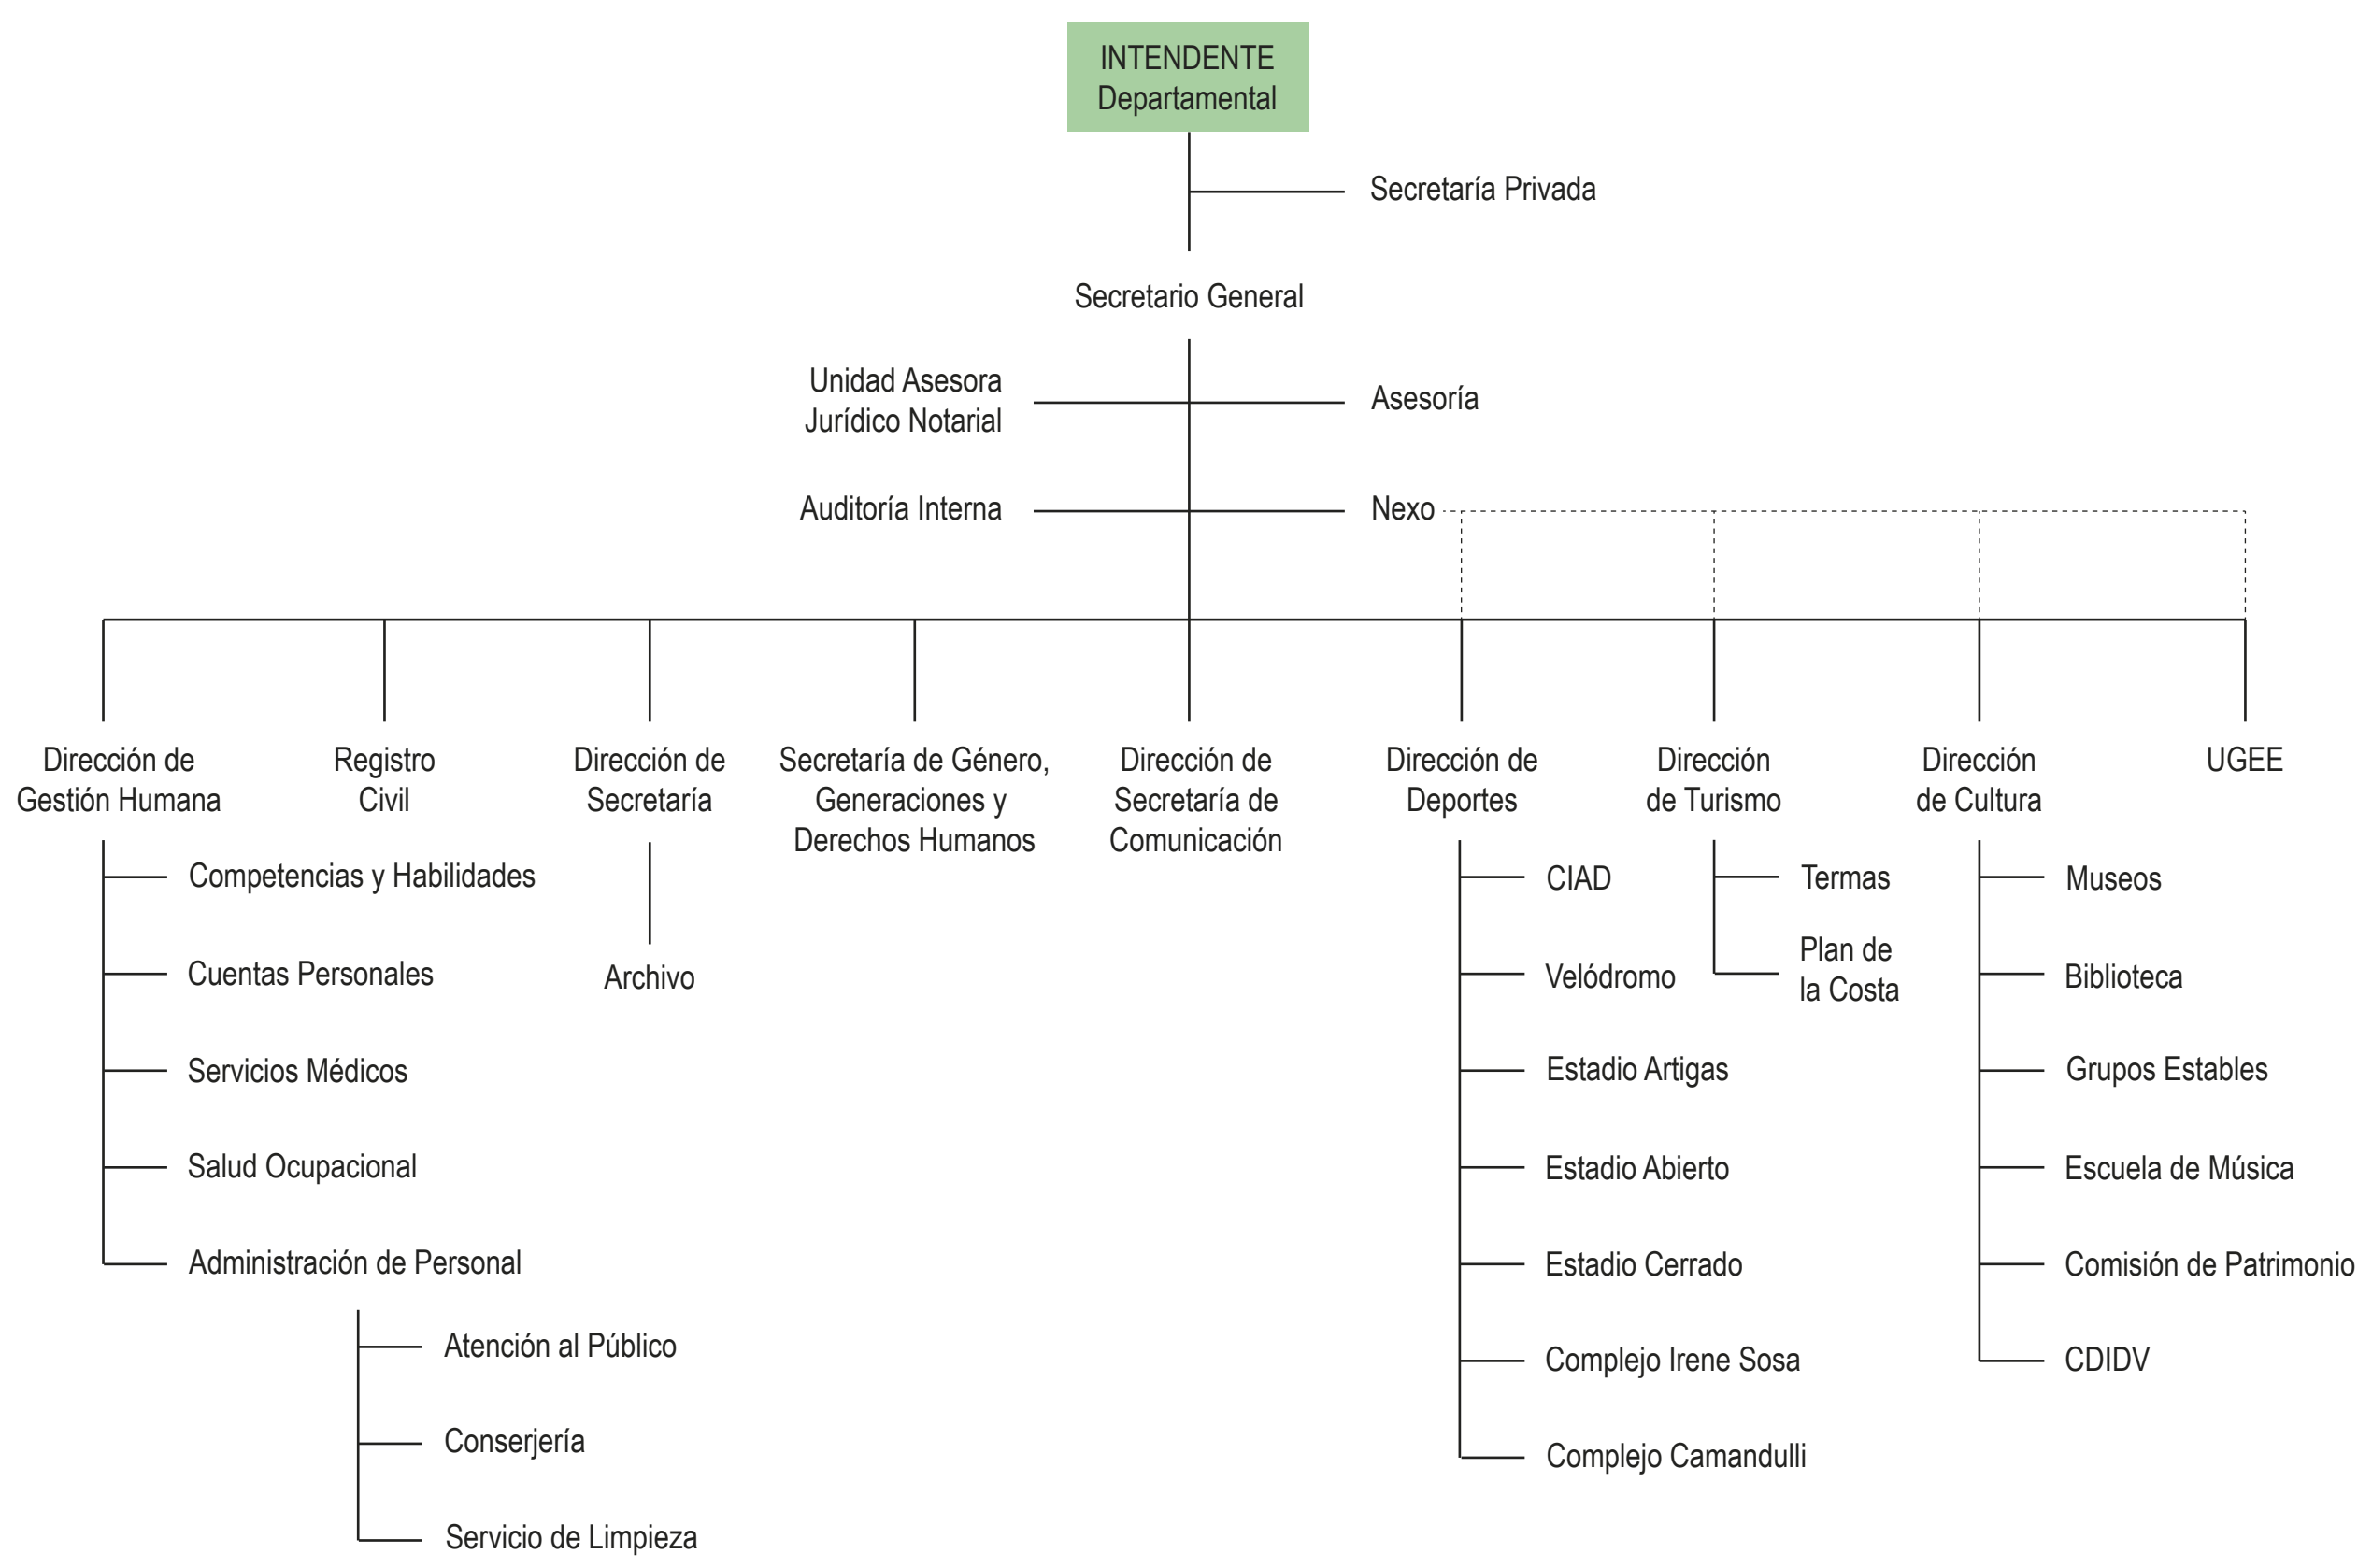 INTENDENTE
Departamental
Secretaría Privada
Secretario General
Unidad Asesora
Jurídico Notarial
Asesoría
Auditoría Interna
Nexo
Dirección de
Gestión Humana
Registro
Civil
Dirección de
Secretaría
Secretaría de Género,
Generaciones y
Derechos Humanos
Dirección de
Secretaría de
Comunicación
Dirección de
Deportes
Dirección
de Turismo
Dirección
de Cultura
UGEE
Competencias y Habilidades
Cuentas Personales
Servicios Médicos
Salud Ocupacional
Administración de Personal
Atención al Público
Conserjería
Servicio de Limpieza
Archivo
CIAD
Velódromo
Estadio Artigas
Estadio Abierto
Estadio Cerrado
Complejo Irene Sosa
Complejo Camandulli
Termas
Plan de
la Costa
Museos
Biblioteca
Grupos Estables
Escuela de Música
Comisión de Patrimonio
CDIDV